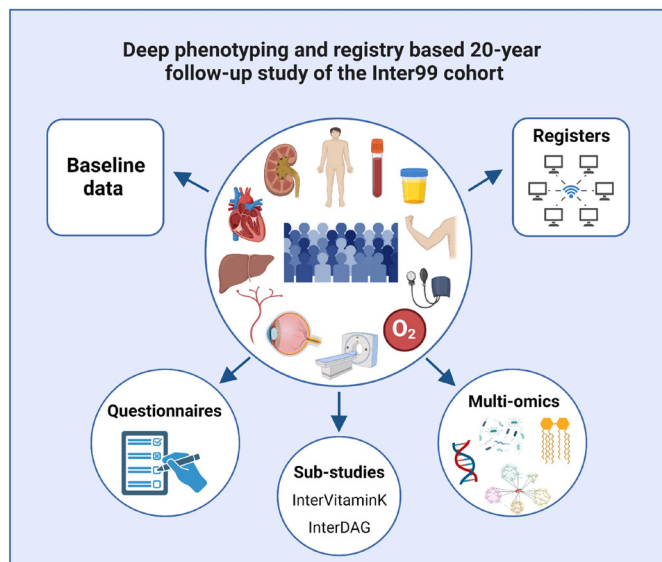 Deep phenotyping and registry based 20-year
follow-up study of the Inter99 cohort
Baseline
data
Registers
O₂
Questionnaires
Multi-omics
Sub-studies
InterVitaminK
InterDAG